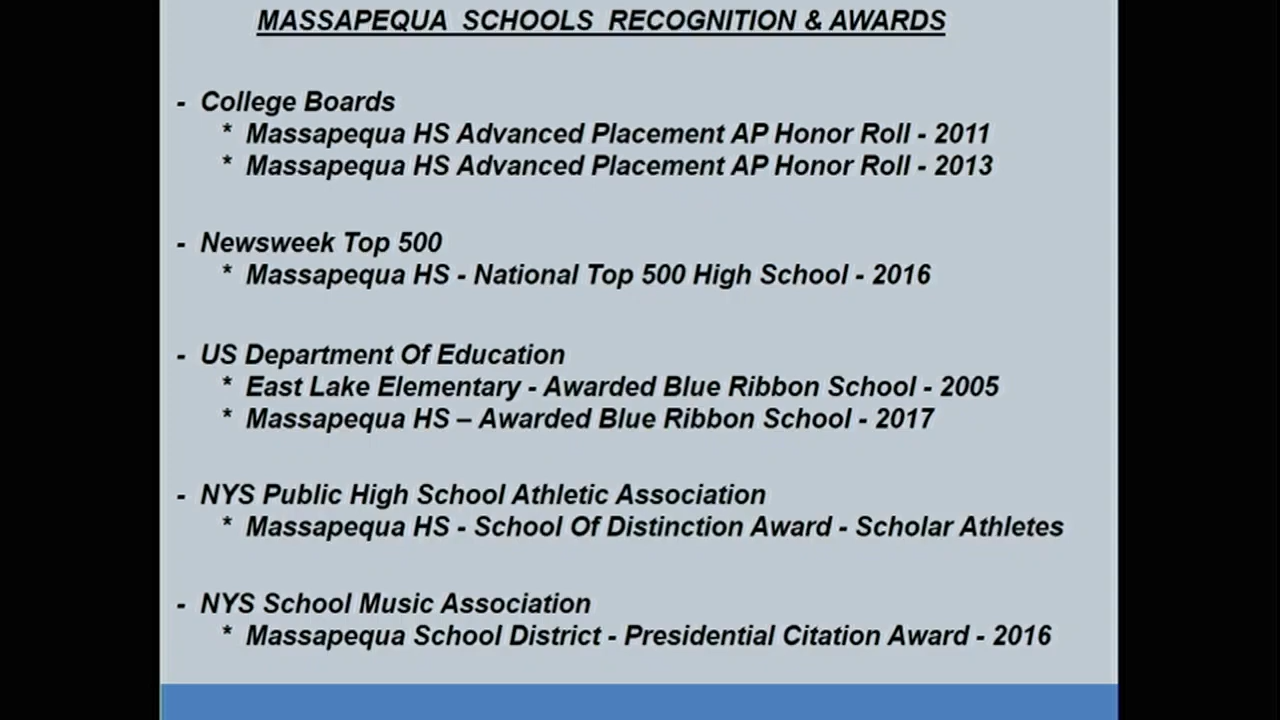 MASSAPEQUA SCHOOLS RECOGNITION & AWARDS
- College Boards
* Massapequa HS Advanced Placement AP Honor Roll - 2011
* Massapequa HS Advanced Placement AP Honor Roll - 2013
- Newsweek Top 500
* Massapequa HS - National Top 500 High School - 2016
- US Department Of Education
* East Lake Elementary - Awarded Blue Ribbon School - 2005
* Massapequa HS – Awarded Blue Ribbon School - 2017
- NYS Public High School Athletic Association
* Massapequa HS - School Of Distinction Award - Scholar Athletes
- NYS School Music Association
* Massapequa School District - Presidential Citation Award - 2016